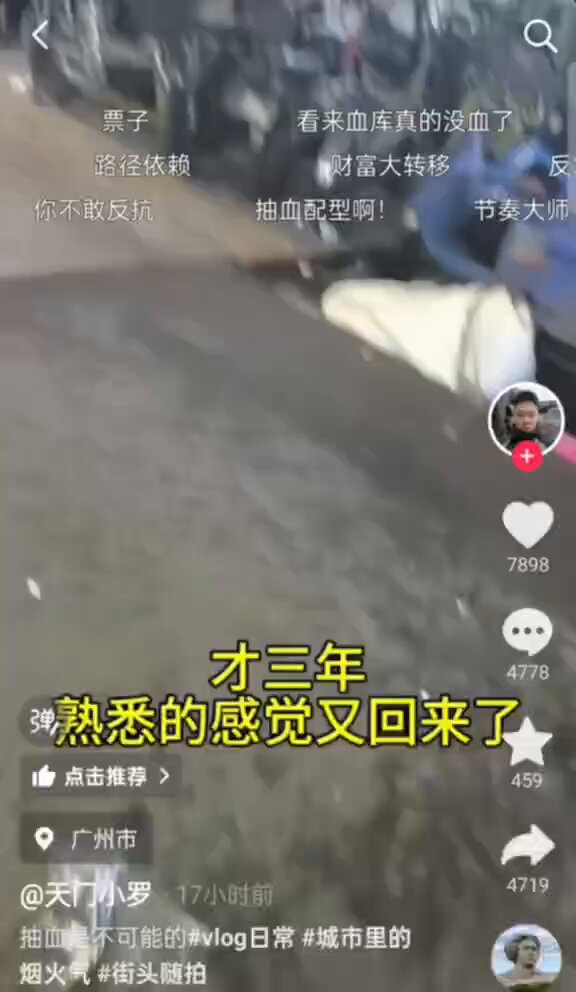 票子
看来血库真的没血了
路径依赖
财富大转移
你不敢反抗
抽血配型啊!
节奏大师
7898
才三年
4778
熟悉的感觉又回来了
459
点击推荐
广州市
4719
@天门小罗 · 17小时前
抽血是不可能的#vlog日常 #城市里的
烟火气 #街头随拍